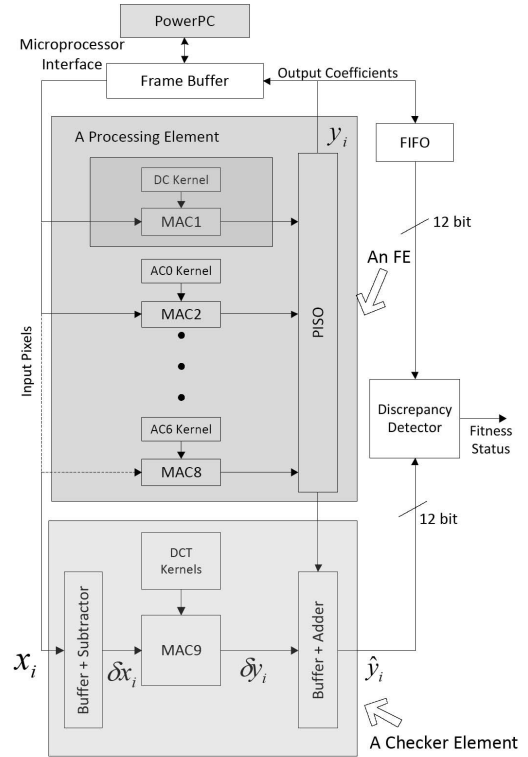 PowerPC
Microprocessor
Interface
Frame Buffer
Output Coefficients
A Processing Element
y_i
FIFO
DC Kernel
MAC1
12 bit
An FE
AC0 Kernel
MAC2
PISO
Input Pixels
Discrepancy
Detector
Fitness
Status
AC6 Kernel
MAC8
12 bit
DCT
Kernels
Buffer + Subtractor
MAC9
Buffer + Adder
x_i
δx_i
δy_i
ŷ_i
A Checker Element